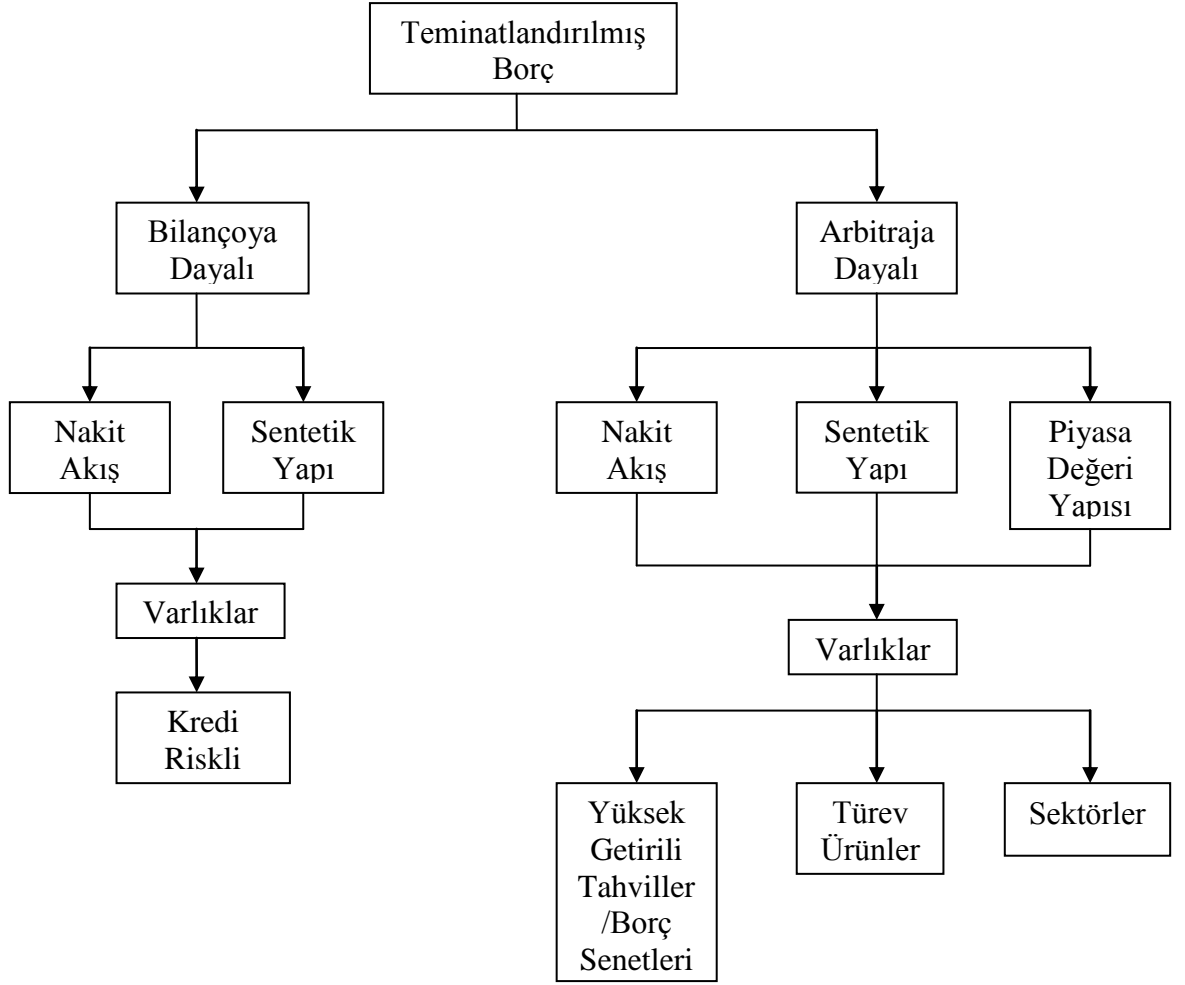 Teminatlandırılmış
Borç
Bilançoya
Dayalı
Arbitraja
Dayalı
Nakit
Akış
Sentetik
Yapı
Nakit
Akış
Sentetik
Yapı
Piyasa
Değeri
Yapısı
Varlıklar
Varlıklar
Kredi
Riskli
Yüksek
Getirili
Tahviller
/Borç
Senetleri
Türev
Ürünler
Sektörler